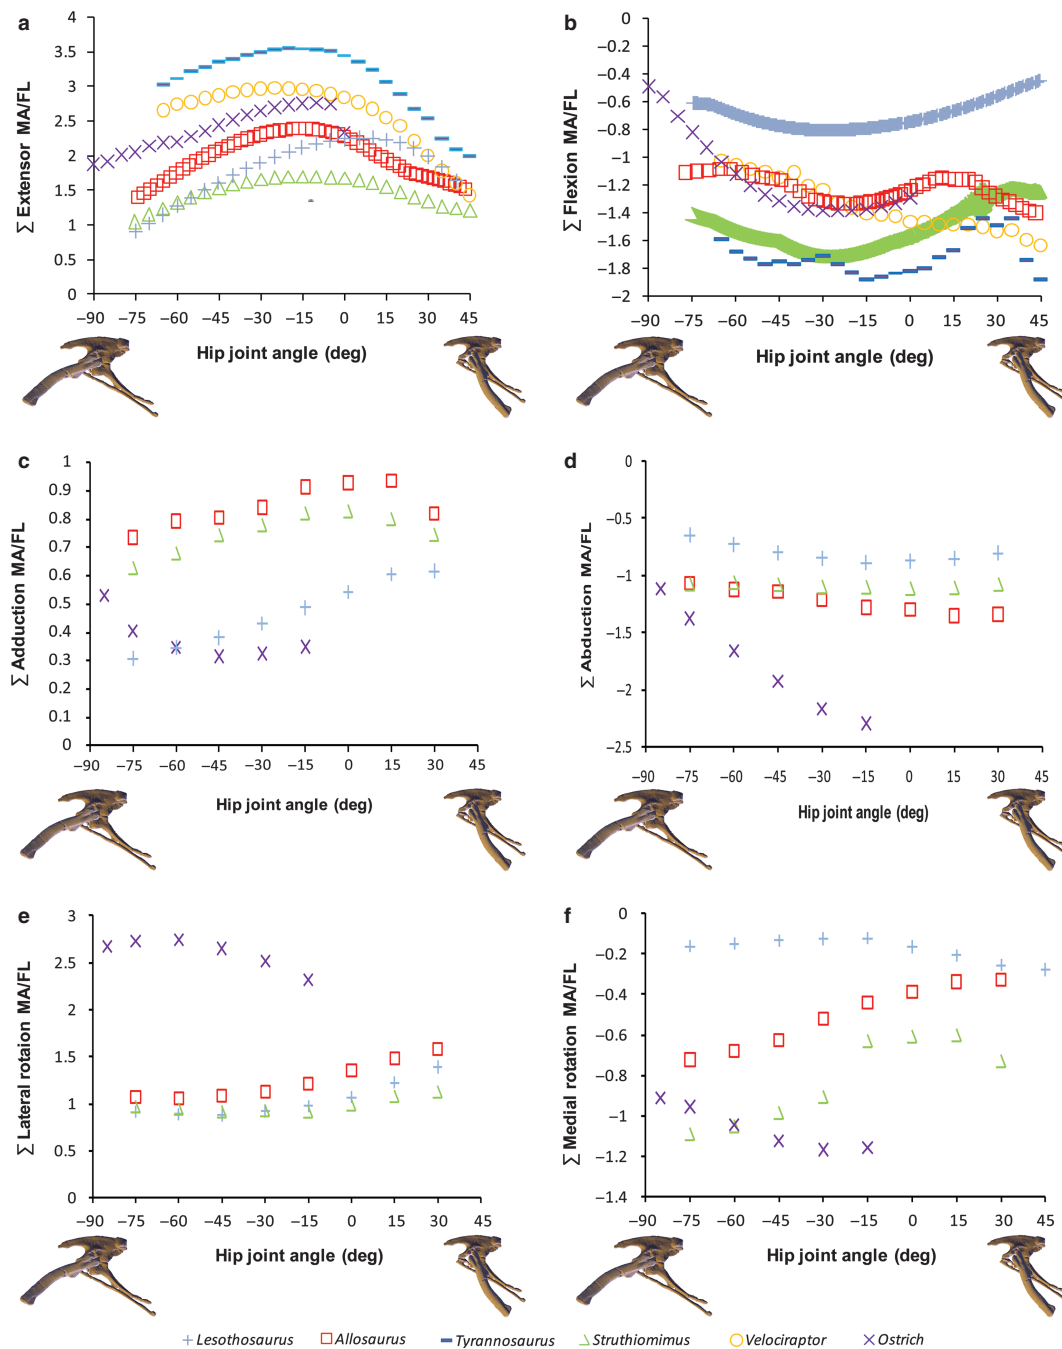 a
∑ Extensor MA/FL
4
3.5
3
2.5
2
1.5
1
0.5
0
−90 −75 −60 −45 −30 −15 0 15 30 45
Hip joint angle (deg)
b
∑ Flexion MA/FL
0
−0.2
−0.4
−0.6
−0.8
−1
−1.2
−1.4
−1.6
−1.8
−2
−90 −75 −60 −45 −30 −15 0 15 30 45
Hip joint angle (deg)
c
∑ Adduction MA/FL
1
0.9
0.8
0.7
0.6
0.5
0.4
0.3
0.2
0.1
0
−90 −75 −60 −45 −30 −15 0 15 30 45
Hip joint angle (deg)
d
∑ Abduction MA/FL
0
−0.5
−1
−1.5
−2
−2.5
−90 −75 −60 −45 −30 −15 0 15 30 45
Hip joint angle (deg)
e
∑ Lateral rotaion MA/FL
3
2.5
2
1.5
1
0.5
0
−90 −75 −60 −45 −30 −15 0 15 30 45
Hip joint angle (deg)
f
∑ Medial rotation MA/FL
0
−0.2
−0.4
−0.6
−0.8
−1
−1.2
−1.4
−90 −75 −60 −45 −30 −15 0 15 30 45
Hip joint angle (deg)
Lesothosaurus Allosaurus Tyrannosaurus Struthiomimus Velociraptor Ostrich